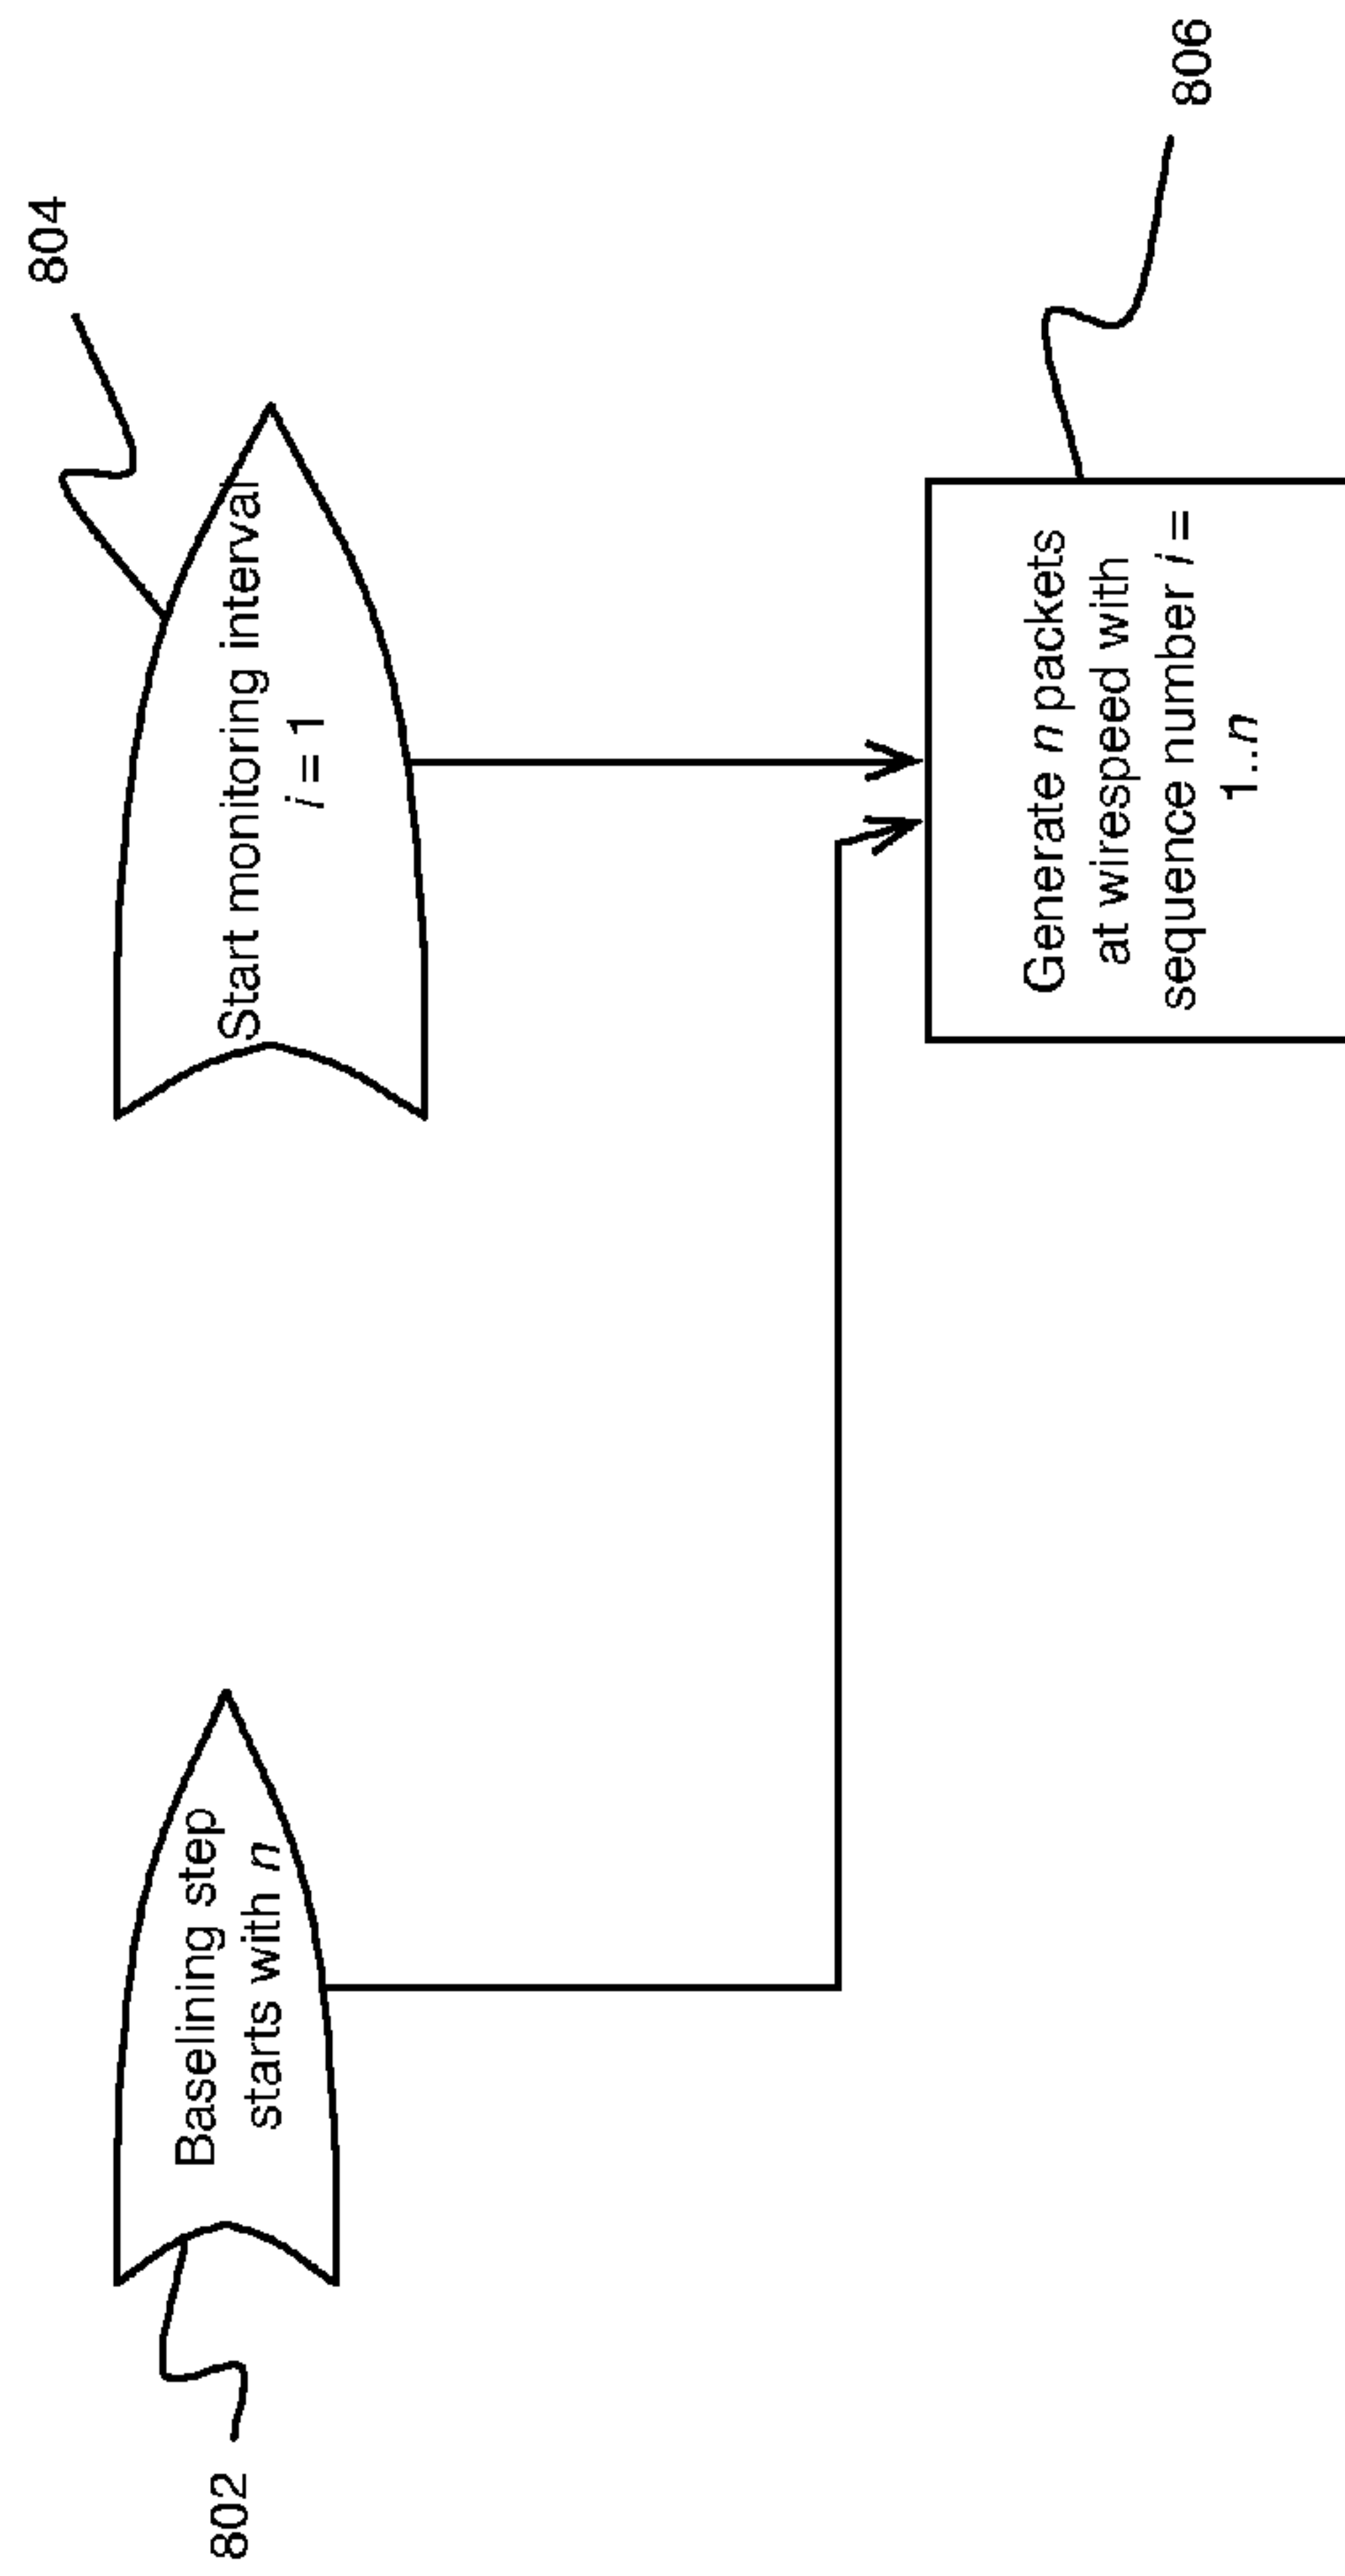 802
Baselining step
starts with n
804
Start monitoring interval
i = 1
806
Generate n packets
at wirespeed with
sequence number i =
1..n